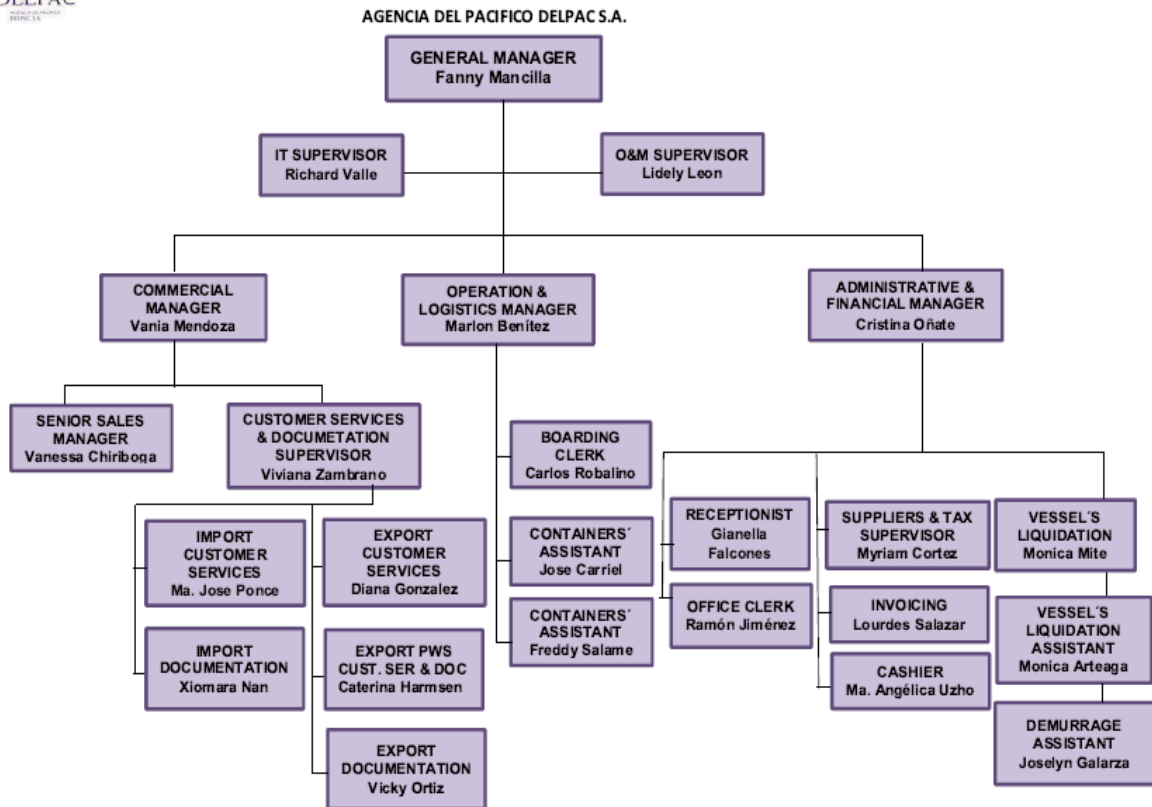 DELPAC
AGENCIA DEL PACIFICO
DELPAC S.A.
AGENCIA DEL PACIFICO DELPAC S.A.
GENERAL MANAGER
Fanny Mancilla
IT SUPERVISOR
Richard Valle
O&M SUPERVISOR
Lidely Leon
COMMERCIAL
MANAGER
Vania Mendoza
OPERATION &
LOGISTICS MANAGER
Marlon Benítez
ADMINISTRATIVE &
FINANCIAL MANAGER
Cristina Oñate
SENIOR SALES
MANAGER
Vanessa Chiriboga
CUSTOMER SERVICES
& DOCUMETATION
SUPERVISOR
Viviana Zambrano
BOARDING
CLERK
Carlos Robalino
IMPORT
CUSTOMER
SERVICES
Ma. Jose Ponce
EXPORT
CUSTOMER
SERVICES
Diana Gonzalez
CONTAINERS´
ASSISTANT
Jose Carriel
RECEPTIONIST
Gianella
Falcones
SUPPLIERS & TAX
SUPERVISOR
Myriam Cortez
VESSEL´S
LIQUIDATION
Monica Mite
OFFICE CLERK
Ramón Jiménez
INVOICING
Lourdes Salazar
VESSEL´S
LIQUIDATION
ASSISTANT
Monica Arteaga
CONTAINERS´
ASSISTANT
Freddy Salame
IMPORT
DOCUMENTATION
Xiomara Nan
EXPORT PWS
CUST. SER & DOC
Caterina Harmsen
CASHIER
Ma. Angélica Uzho
DEMURRAGE
ASSISTANT
Joselyn Galarza
EXPORT
DOCUMENTATION
Vicky Ortiz